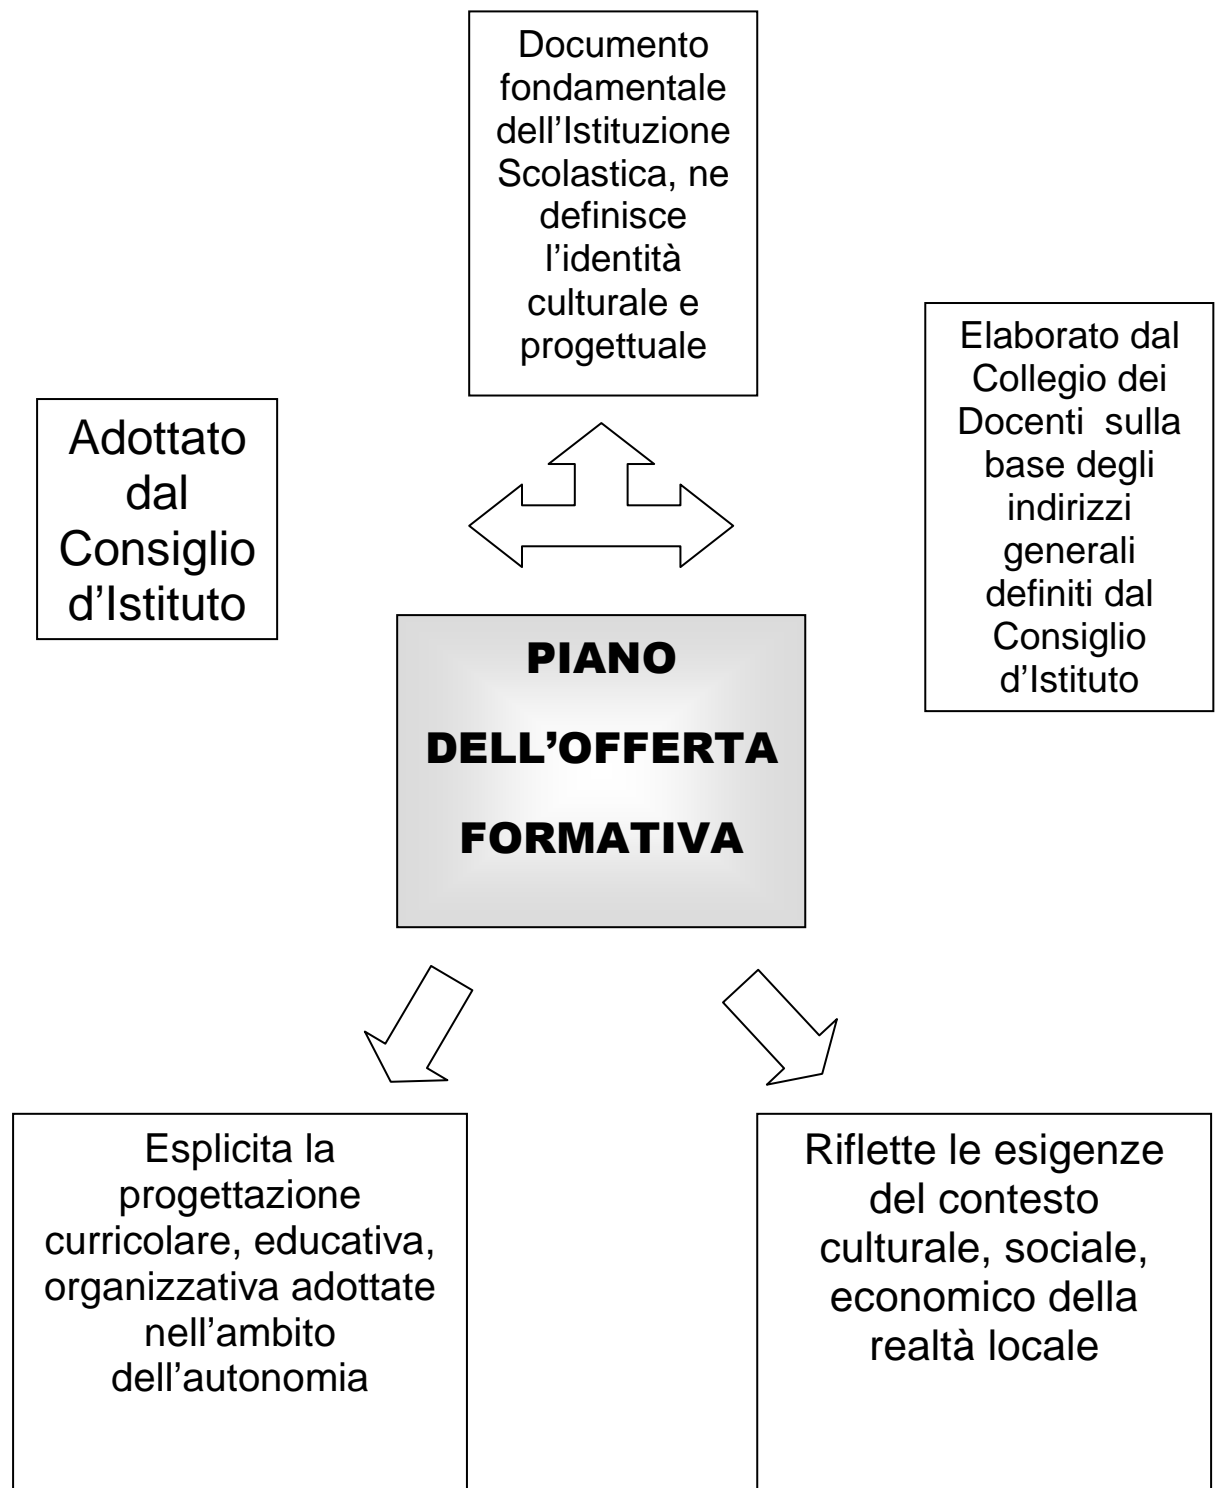 Documento
fondamentale
dell’Istituzione
Scolastica, ne
definisce
l’identità
culturale e
progettuale
Adottato
dal
Consiglio
d’Istituto
Elaborato dal
Collegio dei
Docenti  sulla
base degli
indirizzi
generali
definiti dal
Consiglio
d’Istituto
PIANO
DELL’OFFERTA
FORMATIVA
Esplicita la
progettazione
curricolare, educativa,
organizzativa adottate
nell’ambito
dell’autonomia
Riflette le esigenze
del contesto
culturale, sociale,
economico della
realtà locale